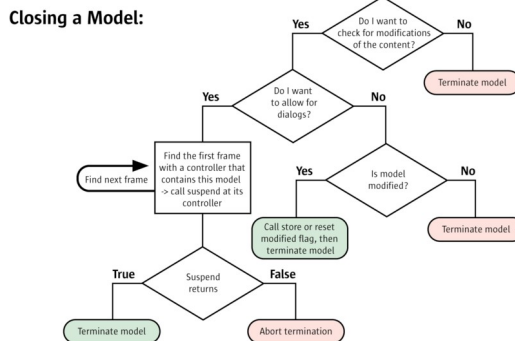 Closing a Model:
Do I want to
check for modifications
of the content?
Yes
No
Terminate model
Do I want
to allow for
dialogs?
Yes
No
Find the first frame
with a controller that
contains this model
-> call suspend at its
controller
Find next frame
Is model
modified?
Yes
No
Call store or reset
modified flag, then
terminate model
Terminate model
Suspend
returns
True
False
Terminate model
Abort termination